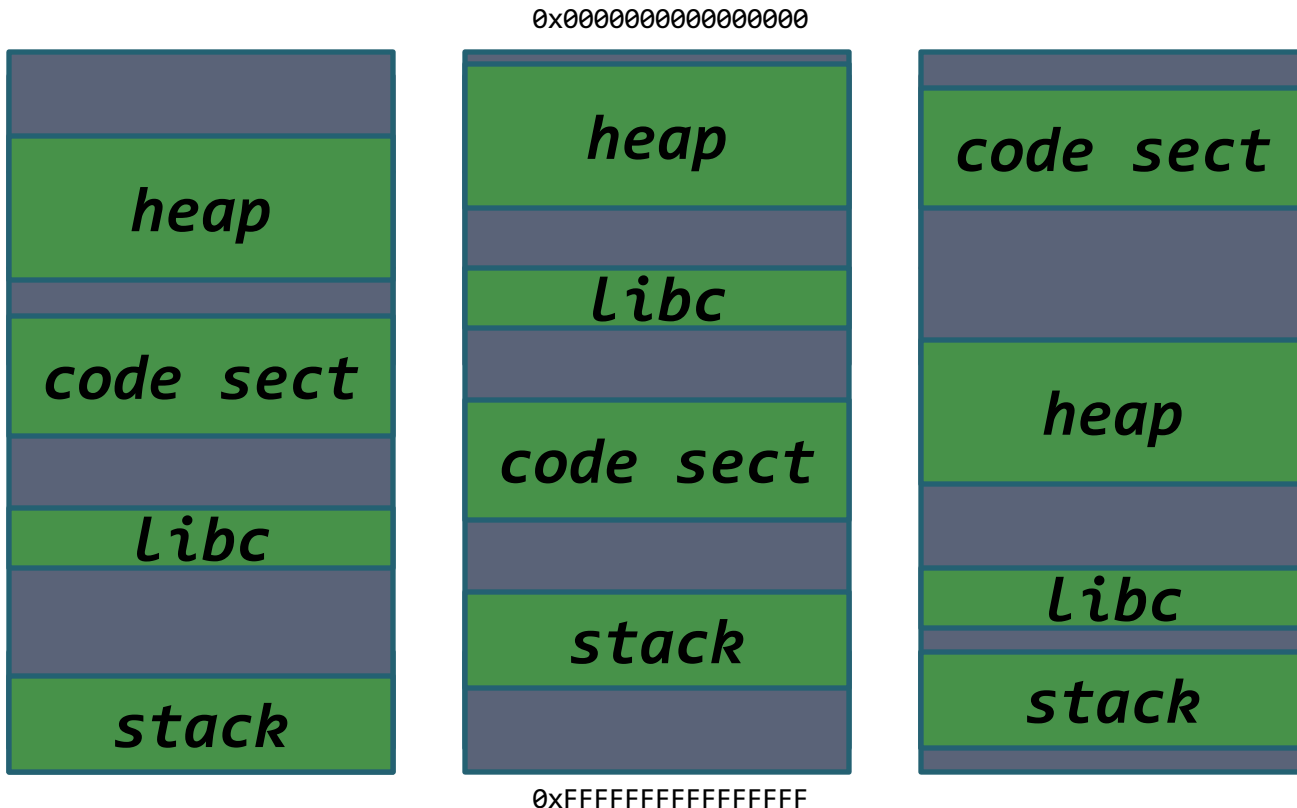 0x0000000000000000
heap
code sect
libc
stack
heap
libc
code sect
stack
code sect
heap
libc
stack
0xFFFFFFFFFFFFFFFF